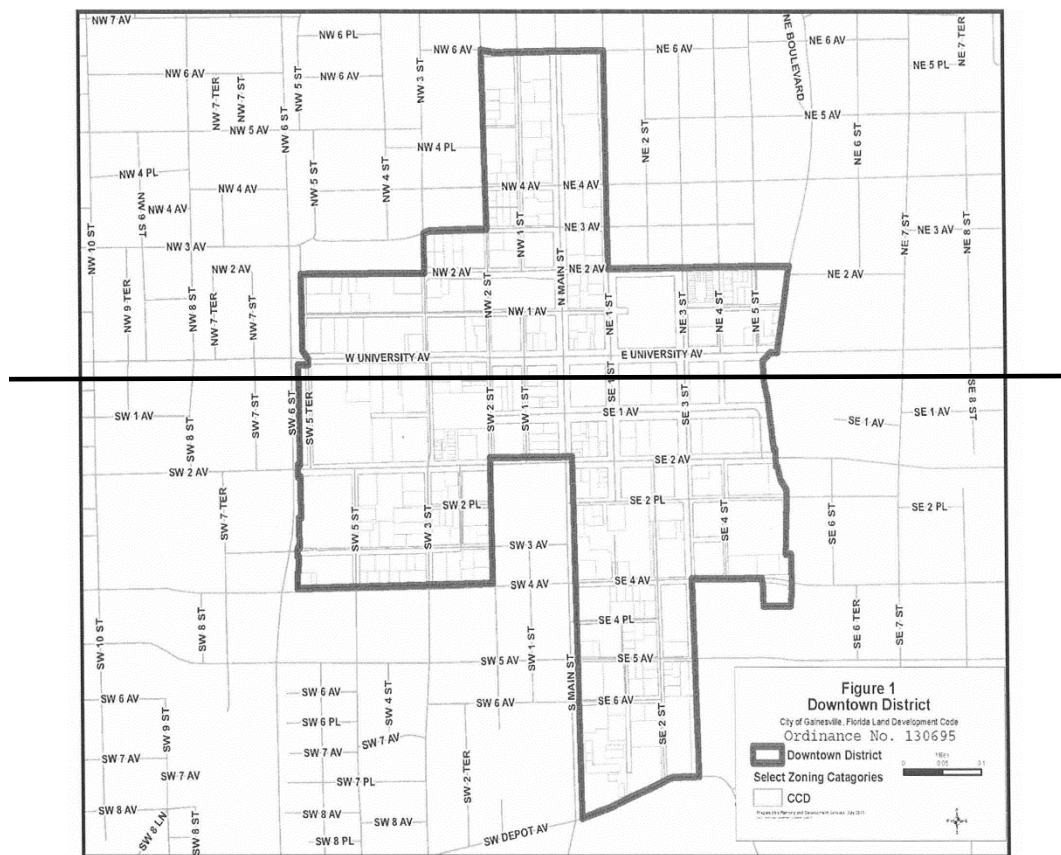 NW 7 AV
NW 6 PL
NW 6 AV
NE 6 AV
NE 6 AV
NE BOULEVARD
NE 7 TER
NE 5 PL
NW 6 AV
NW 6 AV
NW 7 TER
NW 7 ST
NW 5 ST
NW 3 ST
NW 6 ST
NE 5 AV
NW 5 AV
NE 2 ST
NE 6 ST
NW 4 PL
NW 4 PL
NW 5 ST
NW 4 ST
NW 4 AV
NW 4 AV
NE 4 AV
NW 9 ST
NW 4 AV
NW 10 ST
NW 3 AV
NW 1 ST
NE 3 AV
NE 7 ST
NE 3 AV
NE 8 ST
NW 2 AV
NW 2 AV
NW 2 ST
N MAIN ST
NE 2 AV
NE 2 AV
NW 9 TER
NW 8 ST
NW 7 TER
NW 7 ST
NW 1 AV
NE 1 ST
NE 3 ST
NE 4 ST
NE 5 ST
W UNIVERSITY AV
E UNIVERSITY AV
SW 1 AV
SW 8 ST
SW 7 ST
SW 6 ST
SW 5 TER
SW 2 ST
SW 1 ST
SE 1 ST
SE 1 AV
SE 3 ST
SE 1 AV
SE 1 AV
SE 8 ST
SW 2 AV
SE 2 AV
SW 7 TER
SW 5 ST
SW 3 ST
SW 2 PL
SE 2 PL
SE 4 ST
SE 6 ST
SE 2 PL
SW 3 AV
SW 4 AV
SE 4 AV
SW 10 ST
SW 8 ST
SW 1 ST
SE 4 PL
SE 6 TER
SE 7 ST
SW 5 AV
S MAIN ST
SE 5 AV
SW 6 AV
SW 9 ST
SW 6 AV
SW 4 ST
SW 6 AV
SE 6 AV
SW 6 PL
SE 2 ST
SW 7 AV
SW 7 AV
SW 7 AV
SW 7 AV
SW 7 PL
SW 2 TER
SW 8 AV
SW 8 LN
SW 8 ST
SW 8 AV
SW 8 AV
SW 8 PL
SW DEPOT AV
Figure 1
Downtown District
City of Gainesville, Florida Land Development Code
Ordinance No. 130695
Downtown District
Miles
0 0.05 0.1
Select Zoning Catagories
CCD